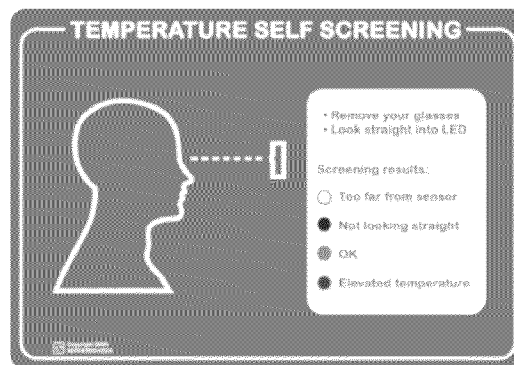 TEMPERATURE SELF SCREENING
• Remove your glasses
• Look straight into LED
Screening results:
Too far from sensor
Not looking straight
OK
Elevated temperature